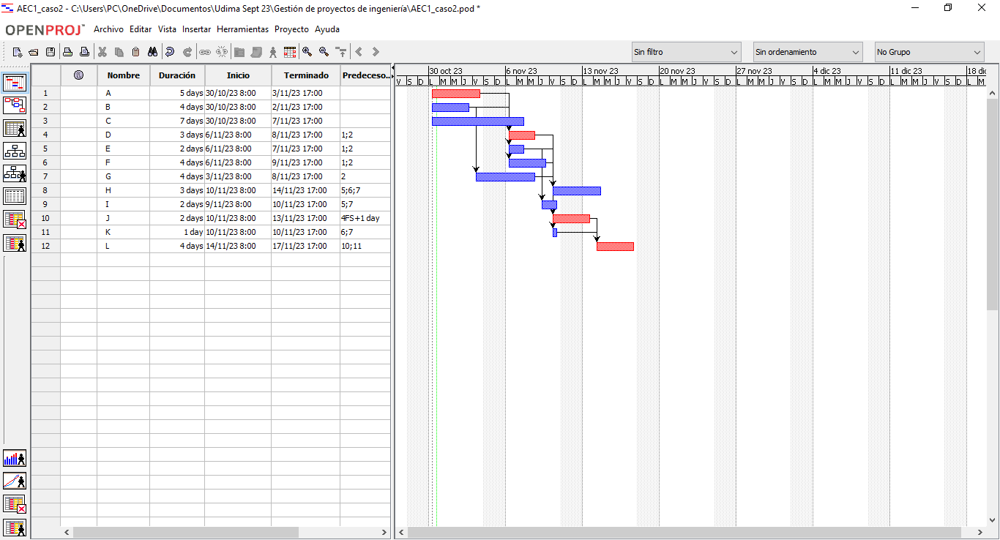 AEC1_caso2 - C:\Users\PC\OneDrive\Documentos\Udima Sept 23\Gestión de proyectos de ingeniería\AEC1_caso2.pod *
OPENPROJ™ Archivo Editar Vista Insertar Herramientas Proyecto Ayuda
Sin filtro Sin ordenamiento No Grupo
Nombre Duración Inicio Terminado Predeceso...
30 oct 23 6 nov 23 13 nov 23 20 nov 23 27 nov 23 4 dic 23 11 dic 23 18 dic
V S D L M M J V S D L M M J V S D L M M J V S D L M M J V S D L M M J V S D L M M J V S D L M M J V S D L M
1 A 5 days 30/10/23 8:00 3/11/23 17:00
2 B 4 days 30/10/23 8:00 2/11/23 17:00
3 C 7 days 30/10/23 8:00 7/11/23 17:00
4 D 3 days 6/11/23 8:00 8/11/23 17:00 1;2
5 E 2 days 6/11/23 8:00 7/11/23 17:00 1;2
6 F 4 days 6/11/23 8:00 9/11/23 17:00 1;2
7 G 4 days 3/11/23 8:00 8/11/23 17:00 2
8 H 3 days 10/11/23 8:00 14/11/23 17:00 5;6;7
9 I 2 days 9/11/23 8:00 10/11/23 17:00 5;7
10 J 2 days 10/11/23 8:00 13/11/23 17:00 4FS+1 day
11 K 1 day 10/11/23 8:00 10/11/23 17:00 6;7
12 L 4 days 14/11/23 8:00 17/11/23 17:00 10;11